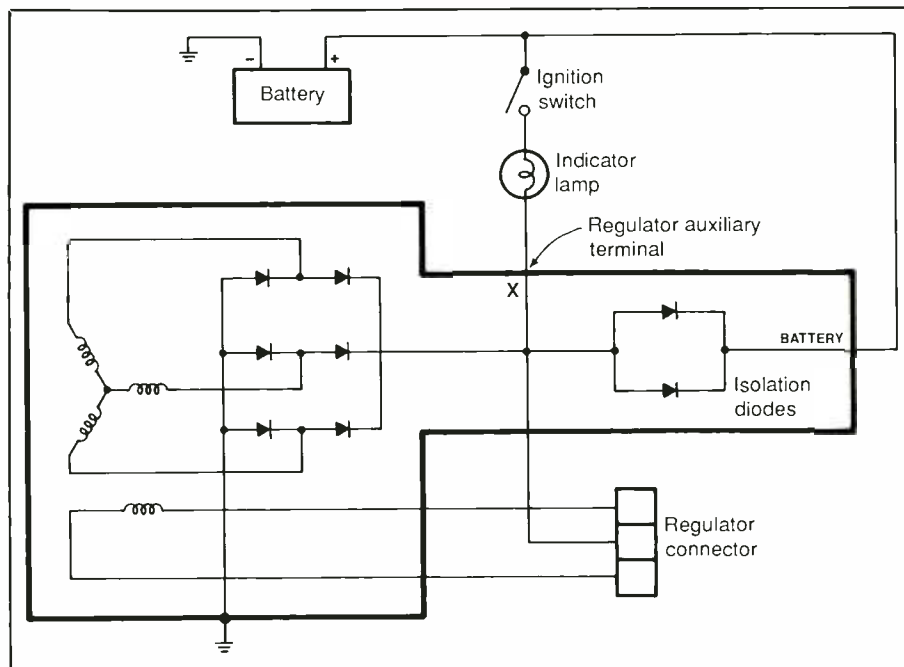 - +
Battery
Ignition
switch
Indicator
lamp
Regulator auxiliary
terminal
X
BATTERY
Isolation
diodes
Regulator
connector